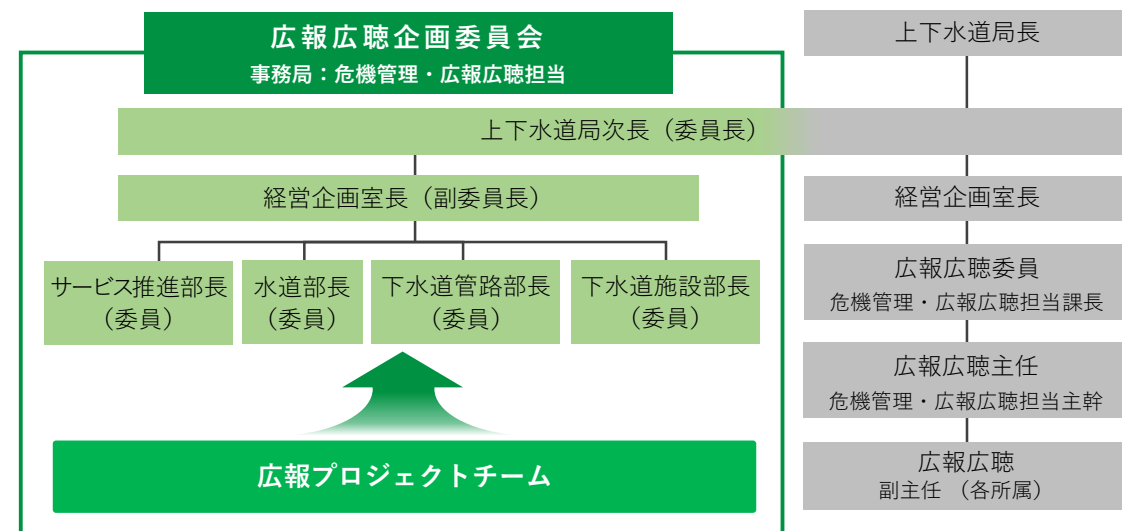 広報広聴企画委員会
事務局：危機管理・広報広聴担当
上下水道局次長（委員長）
経営企画室長（副委員長）
サービス推進部長
（委員）
水道部長
（委員）
下水道管路部長
（委員）
下水道施設部長
（委員）
広報プロジェクトチーム
上下水道局長
経営企画室長
広報広聴委員
危機管理・広報広聴担当課長
広報広聴主任
危機管理・広報広聴担当主幹
広報広聴
副主任　（各所属）